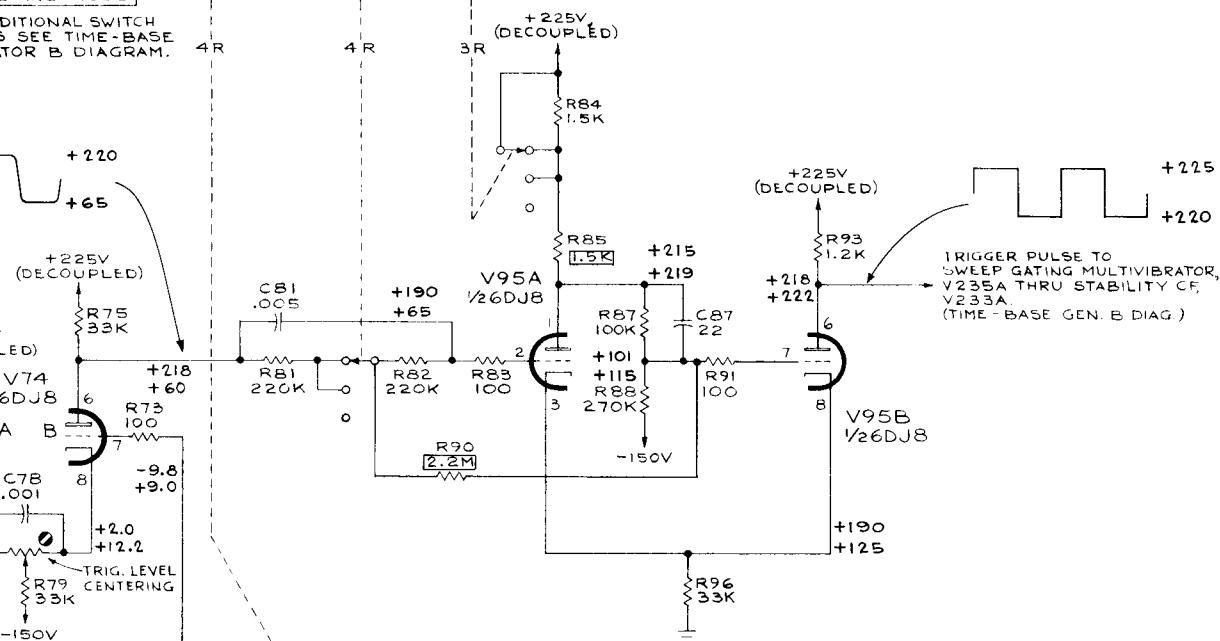 DITIONAL SWITCH
S SEE TIME-BASE
TOR B DIAGRAM.
4R
4R
3R
+225V
(DECOUPLED)
R84
1.5K
+220
+65
+225V
(DECOUPLED)
R75
33K
LED)
V74
6DJ8
+218
+60
6
A
B
7
8
R73
100
-9.8
+9.0
C78
.001
+2.0
+12.2
TRIG. LEVEL
CENTERING
R79
33K
-150V
C81
.005
R81
220K
+190
+65
R82
220K
R83
100
R90
2.2M
R85
1.5K
V95A
1/26DJ8
1
2
3
+215
+219
R87
100K
C87
22
+101
+115
R88
270K
-150V
R91
100
+225V
(DECOUPLED)
R93
1.2K
+218
+222
6
7
8
V95B
1/26DJ8
+190
+125
R96
33K
+225
+220
TRIGGER PULSE TO
SWEEP GATING MULTIVIBRATOR,
V235A THRU STABILITY CF,
V233A.
(TIME-BASE GEN. B DIAG.)